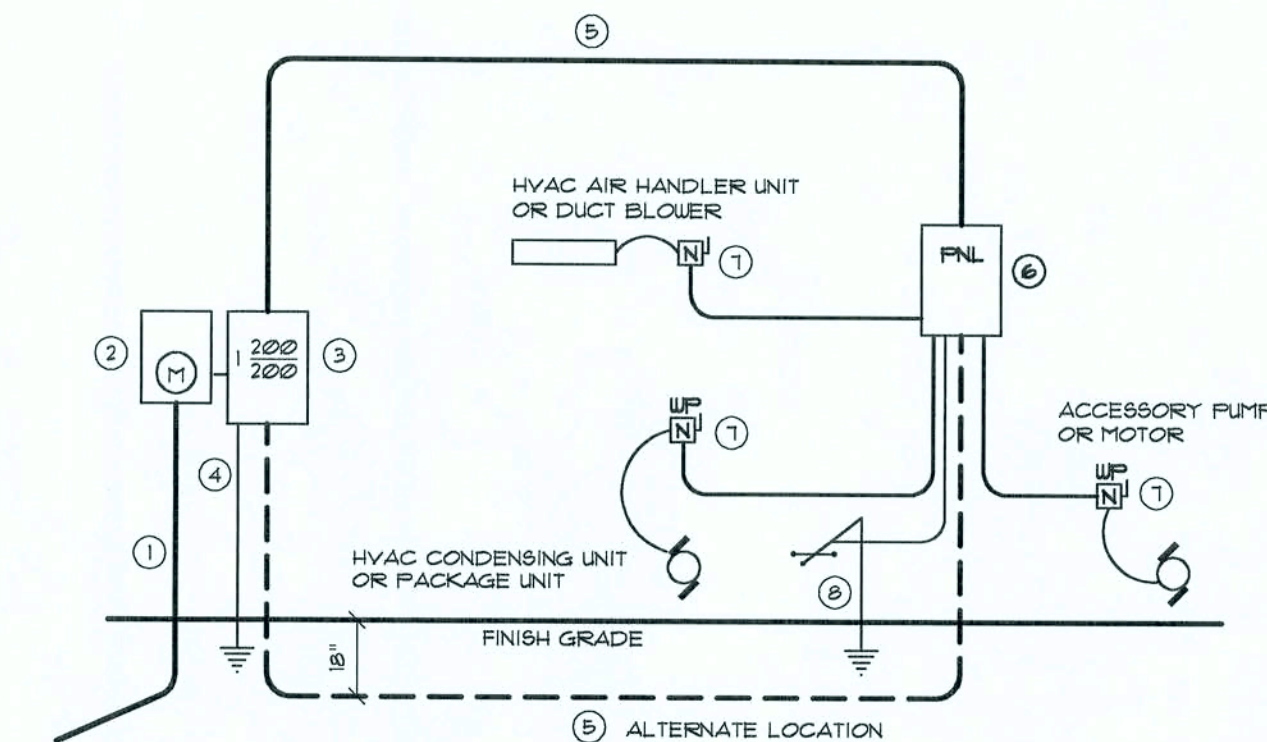 5
HVAC AIR HANDLER UNIT
OR DUCT BLOWER
N
7
PNL
6
2
M
1 200
200
3
WP
N
7
ACCESSORY PUMP
OR MOTOR
WP
N
7
4
1
HVAC CONDENSING UNIT
OR PACKAGE UNIT
8
FINISH GRADE
18"
5 ALTERNATE LOCATION